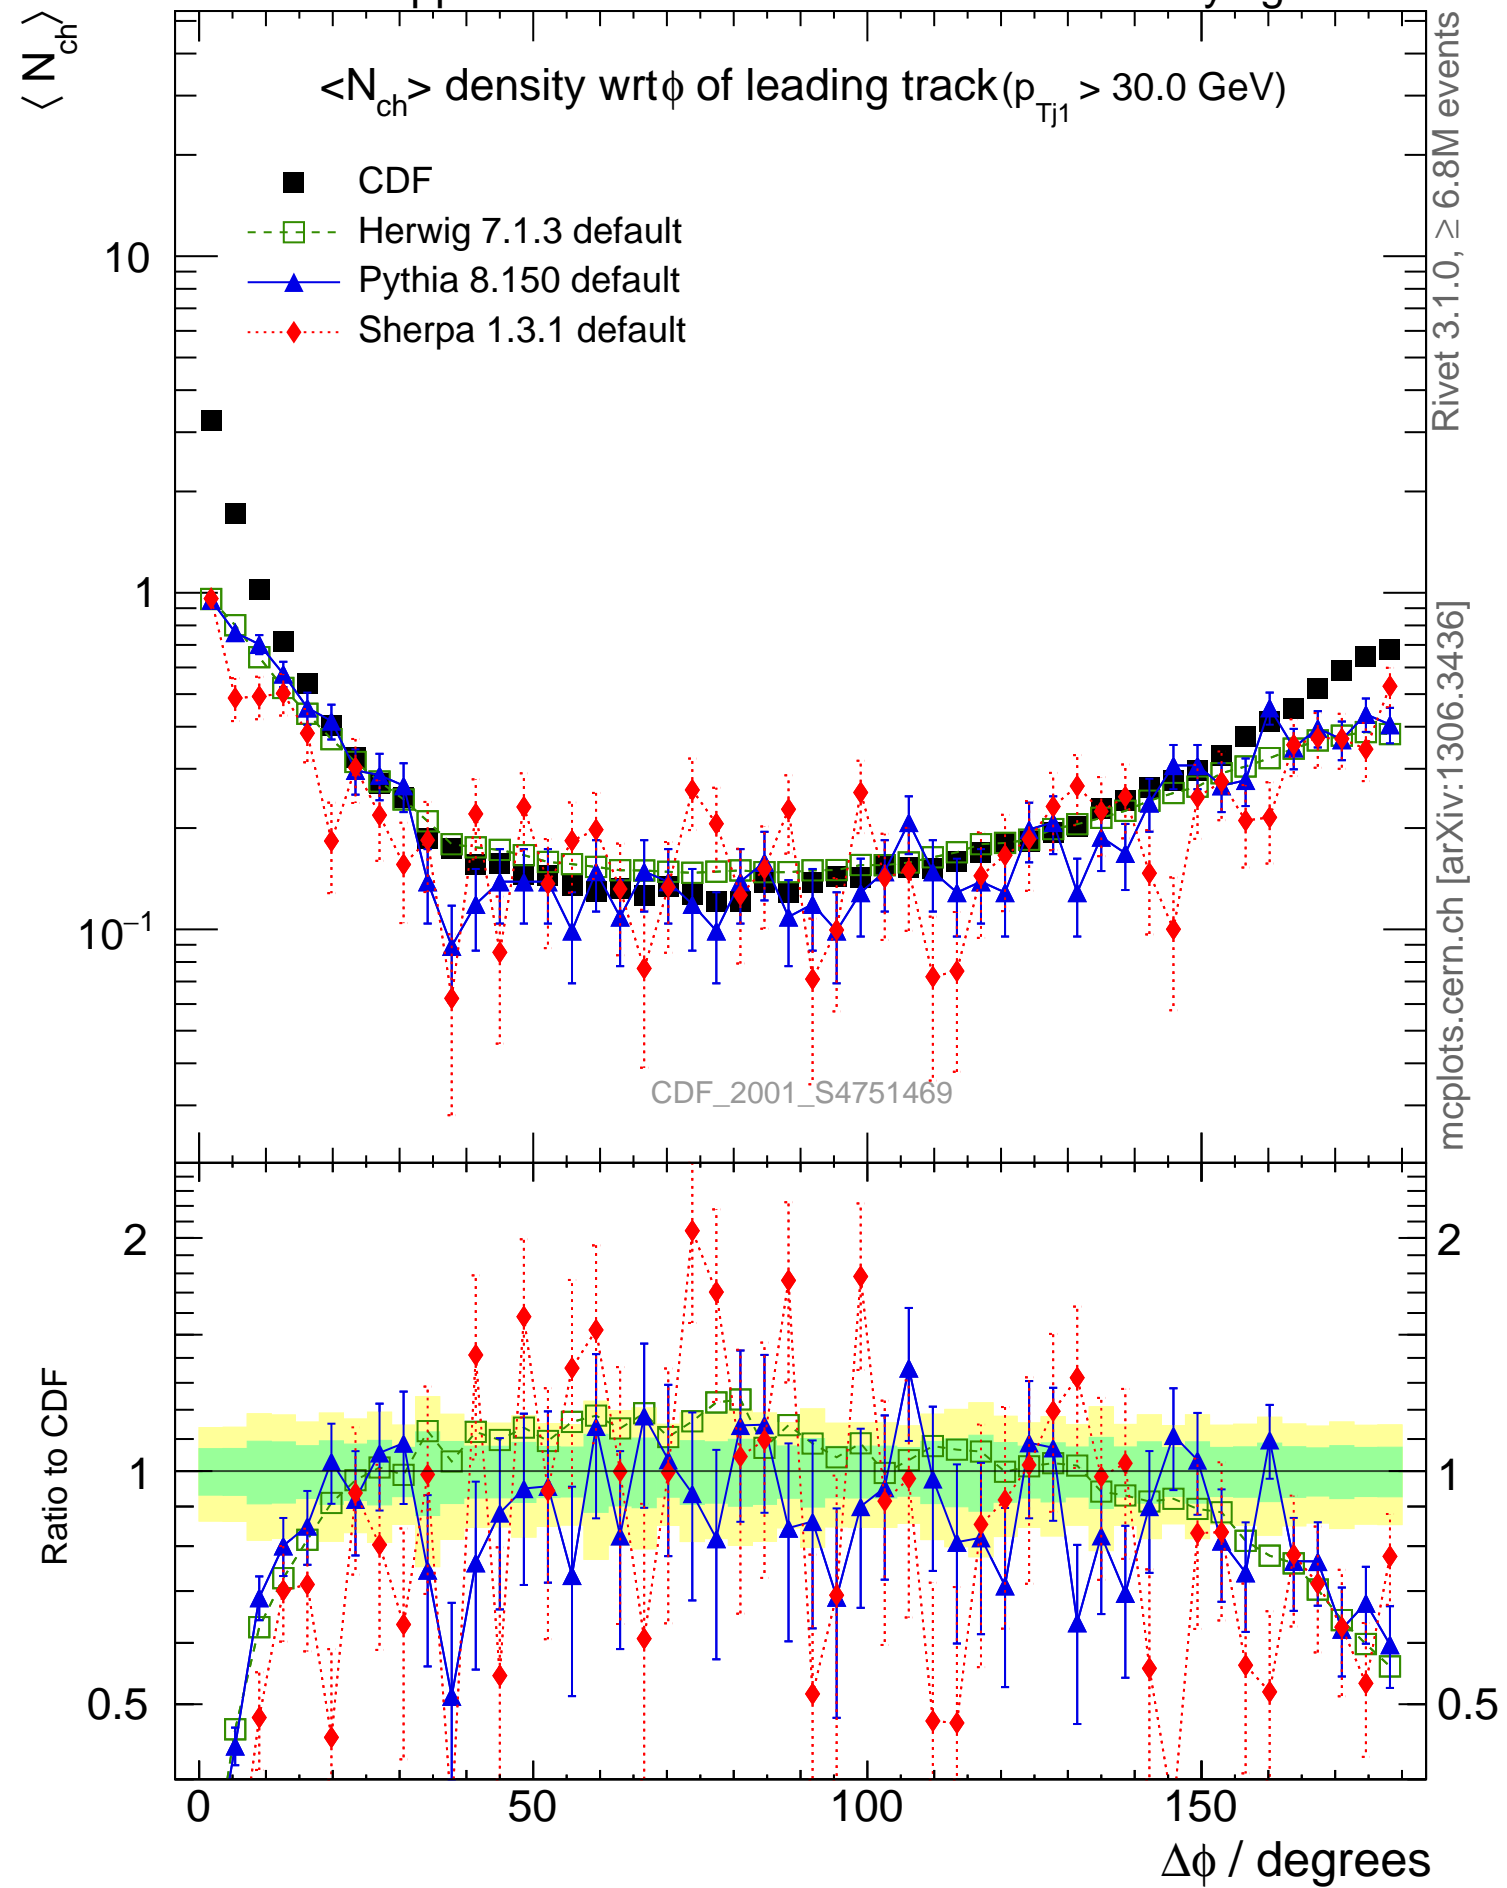 ⟨ N_ch ⟩
<N_ch> density wrt ϕ of leading track (p_Tj1 > 30.0 GeV)
CDF
Herwig 7.1.3 default
Pythia 8.150 default
Sherpa 1.3.1 default
10
1
10⁻¹
CDF_2001_S4751469
Rivet 3.1.0, ≥ 6.8M events
mcplots.cern.ch [arXiv:1306.3436]
Ratio to CDF
2
1
0.5
2
1
0.5
0 50 100 150
Δϕ / degrees